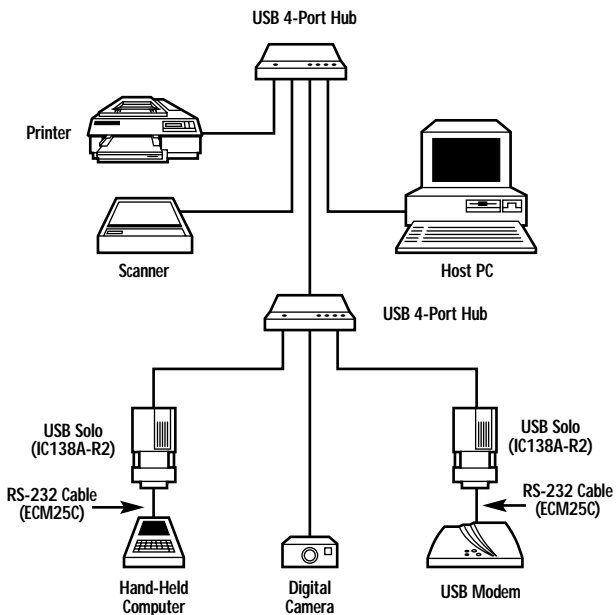 USB 4-Port Hub
Printer
Scanner
Host PC
USB 4-Port Hub
USB Solo
(IC138A-R2)
USB Solo
(IC138A-R2)
RS-232 Cable
(ECM25C)
RS-232 Cable
(ECM25C)
Hand-Held
Computer
Digital
Camera
USB Modem